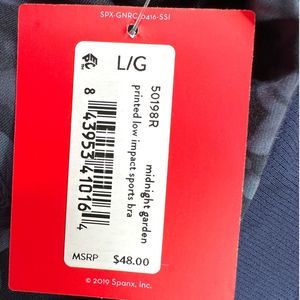 SPX-GNRC-0416-SSI
L/G
50198R
midnight garden
printed low impact sports bra
8 43953 41016 4
MSRP $48.00
© 2019 Spanx, Inc.